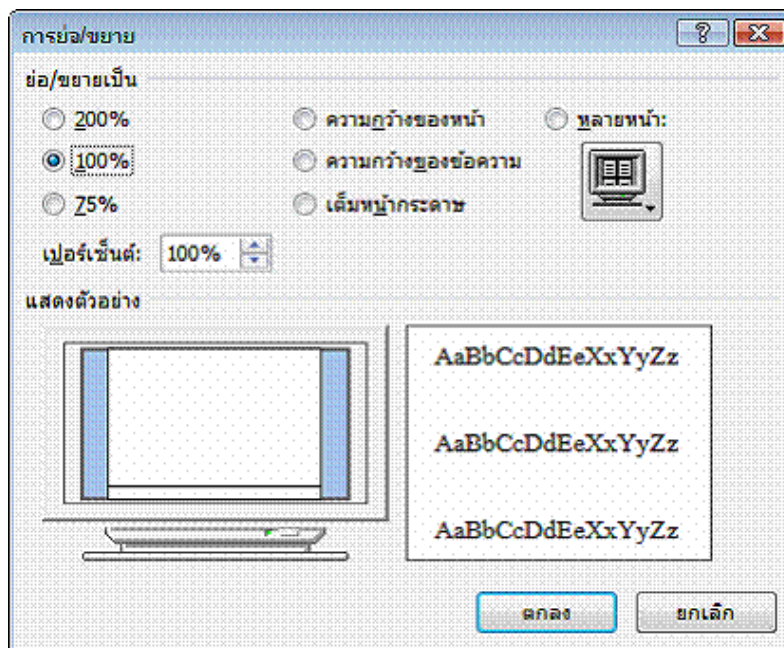 การย่อ/ขยาย
ย่อ/ขยายเป็น
200% ความกว้างของหน้า หลายหน้า:
100% ความกว้างของข้อความ
75% เต็มหน้ากระดาษ
เปอร์เซ็นต์: 100%
แสดงตัวอย่าง
AaBbCcDdEeXxYyZz
AaBbCcDdEeXxYyZz
AaBbCcDdEeXxYyZz
ตกลง ยกเลิก